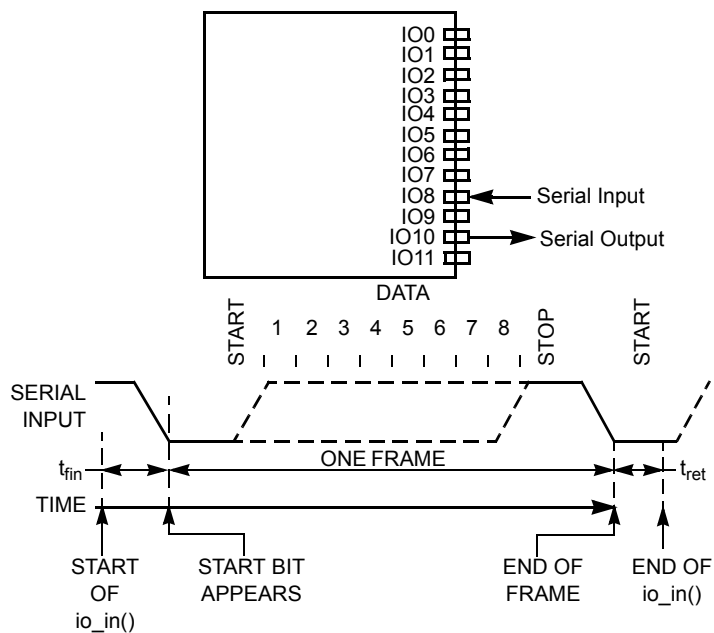 IO0
IO1
IO2
IO3
IO4
IO5
IO6
IO7
IO8
Serial Input
IO9
IO10
Serial Output
IO11
DATA
START
1 2 3 4 5 6 7 8
STOP
START
SERIAL
INPUT
tfin
ONE FRAME
tret
TIME
START
OF
io_in()
START BIT
APPEARS
END OF
FRAME
END OF
io_in()